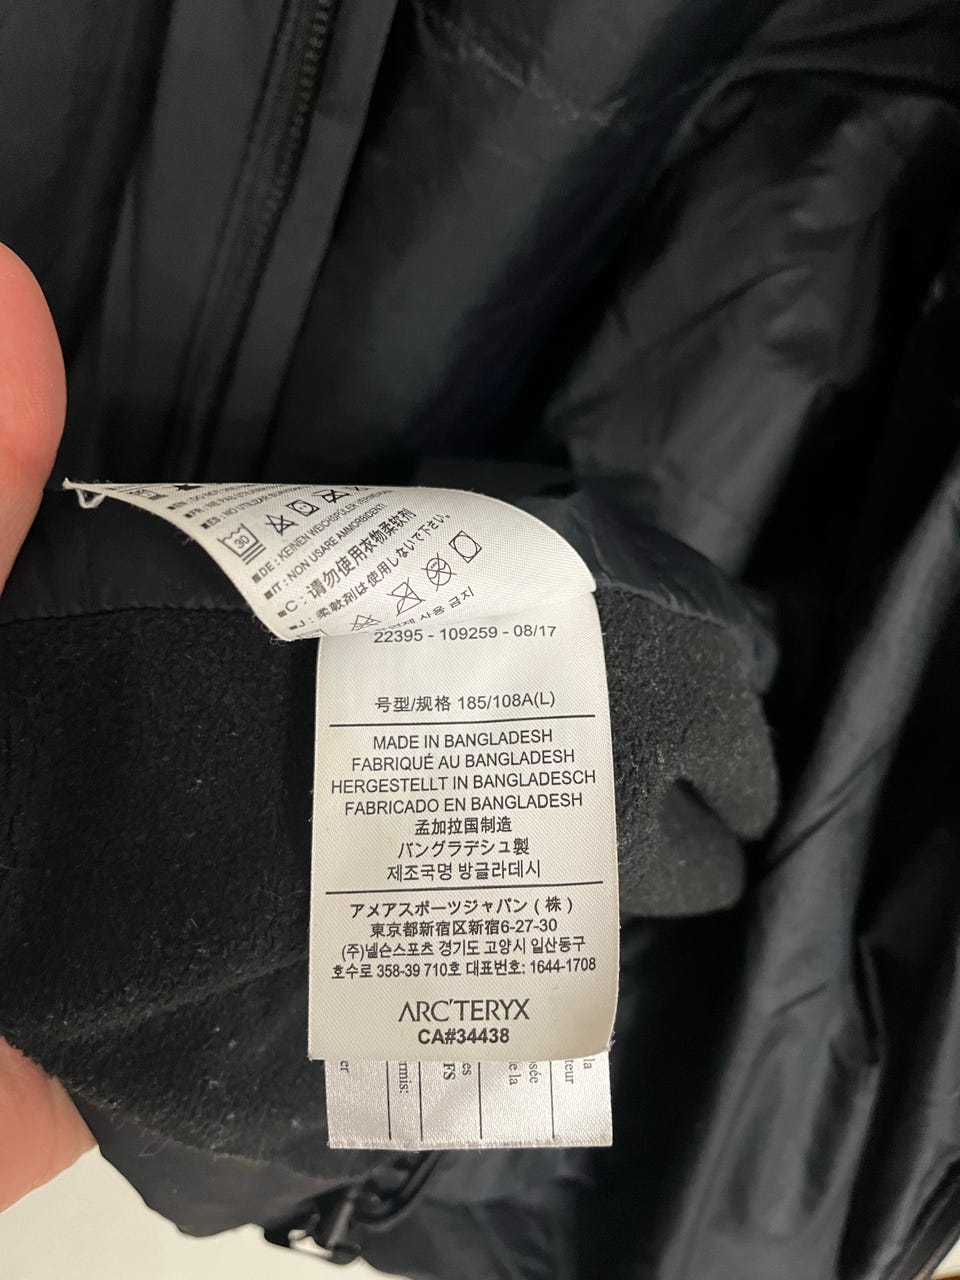 DE: KEINEN WEICHSPÜLER VERWENDEN
IT: NON USARE AMMORBIDENTI
C: 请勿使用衣物柔软剂
J: 柔軟剤は使用しないで下さい。
사용 금지
30
22395 - 109259 - 08/17
号型/规格 185/108A(L)
MADE IN BANGLADESH
FABRIQUÉ AU BANGLADESH
HERGESTELLT IN BANGLADESCH
FABRICADO EN BANGLADESH
孟加拉国制造
バングラデシュ製
제조국명 방글라데시
アメアスポーツジャパン(株)
東京都新宿区新宿6-27-30
(주)넬슨스포츠 경기도 고양시 일산동구
호수로 358-39 710호 대표번호: 1644-1708
ARC'TERYX
CA#34438